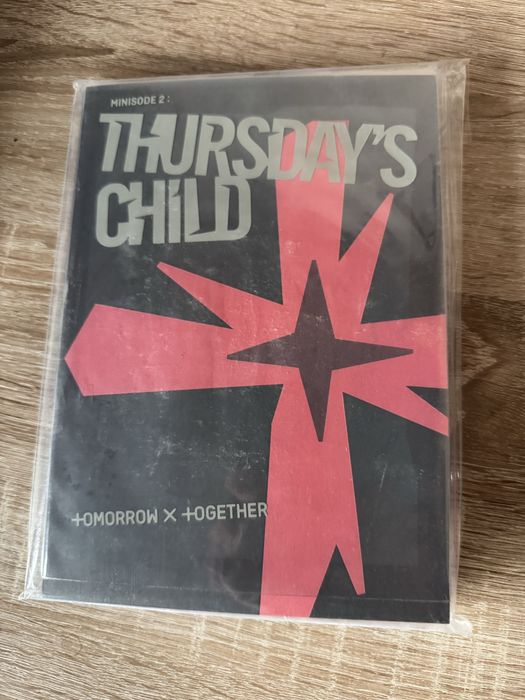 MINISODE 2:
THURSDAY'S
CHILD
TOMORROW X TOGETHER